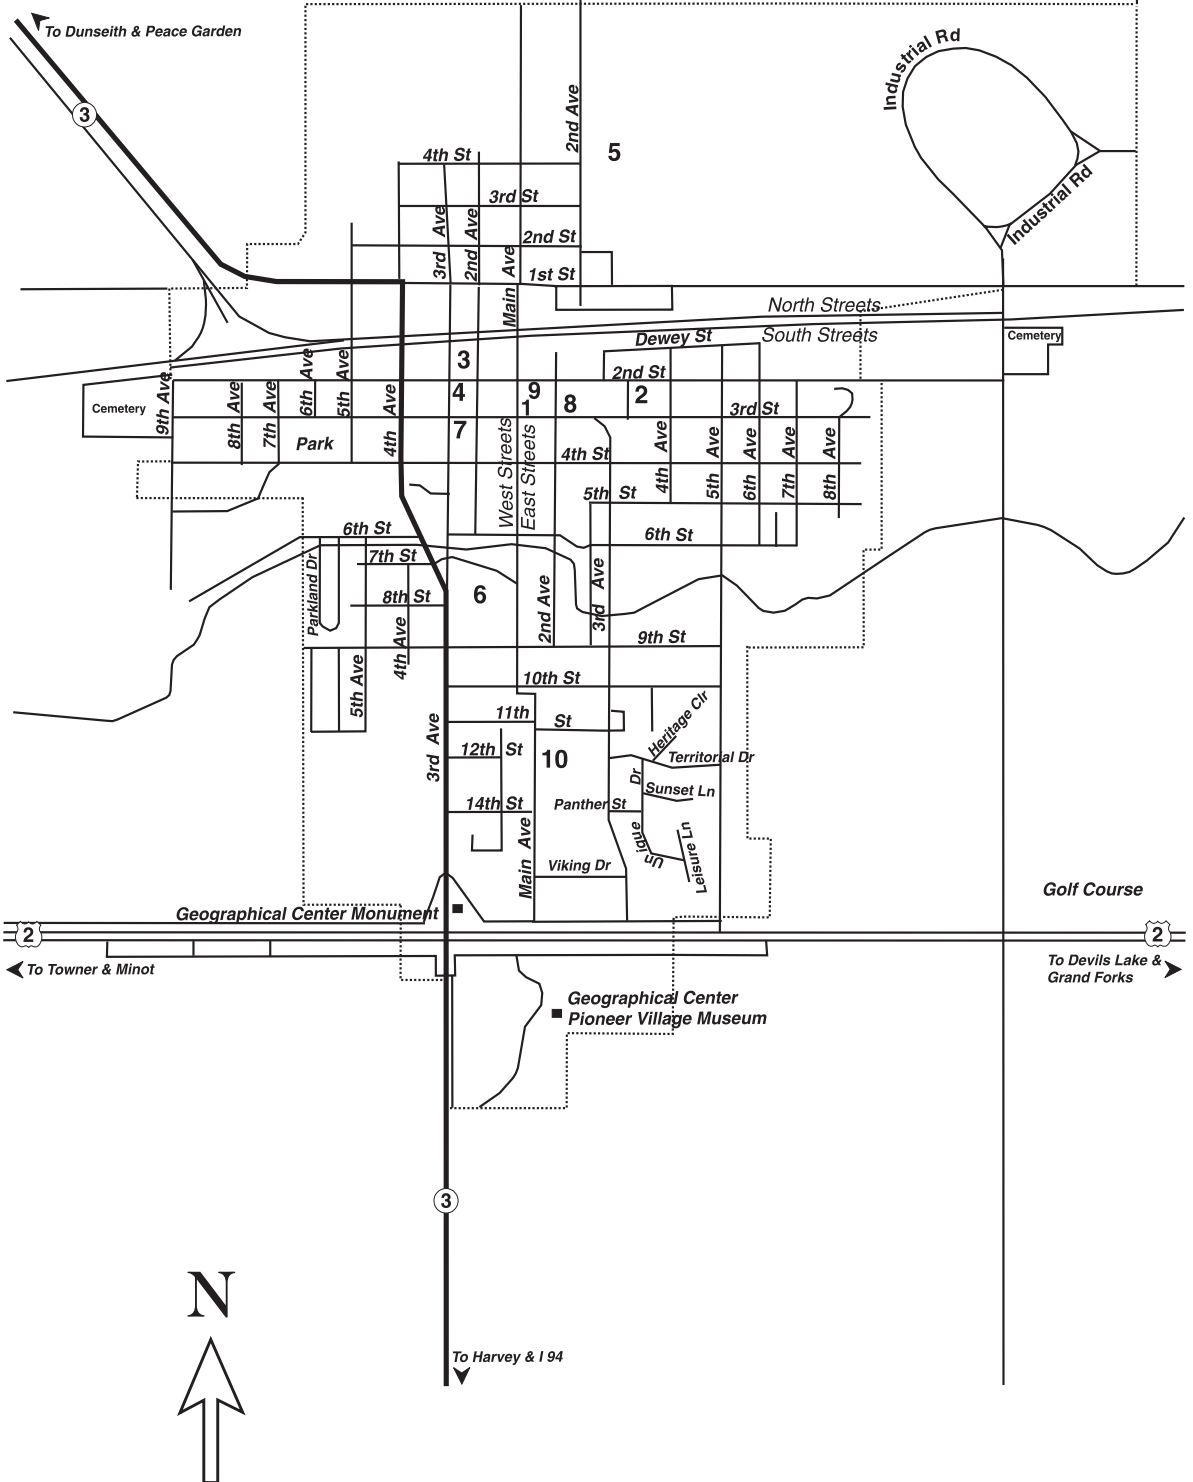 To Dunseith & Peace Garden
Industrial Rd
3
2nd Ave
5
4th St
3rd St
Industrial Rd
3rd Ave
2nd Ave
2nd St
Main Ave
1st St
North Streets
South Streets
Cemetery
Dewey St
3
2nd St
6th Ave
5th Ave
9th Ave
Cemetery
8th Ave
7th Ave
4th Ave
4
9
1
8
2
3rd St
7
Park
West Streets
East Streets
4th St
4th Ave
5th Ave
6th Ave
7th Ave
8th Ave
5th St
6th St
6th St
7th St
Parkland Dr
8th St
6
2nd Ave
3rd Ave
4th Ave
9th St
5th Ave
10th St
11th St
Heritage Clr
3rd Ave
12th St
10
Territorial Dr
Unique Dr
Sunset Ln
14th St
Panther St
Main Ave
Leisure Ln
Viking Dr
Golf Course
Geographical Center Monument
2
2
To Towner & Minot
To Devils Lake &
Grand Forks
Geographical Center
Pioneer Village Museum
3
N
To Harvey & I 94